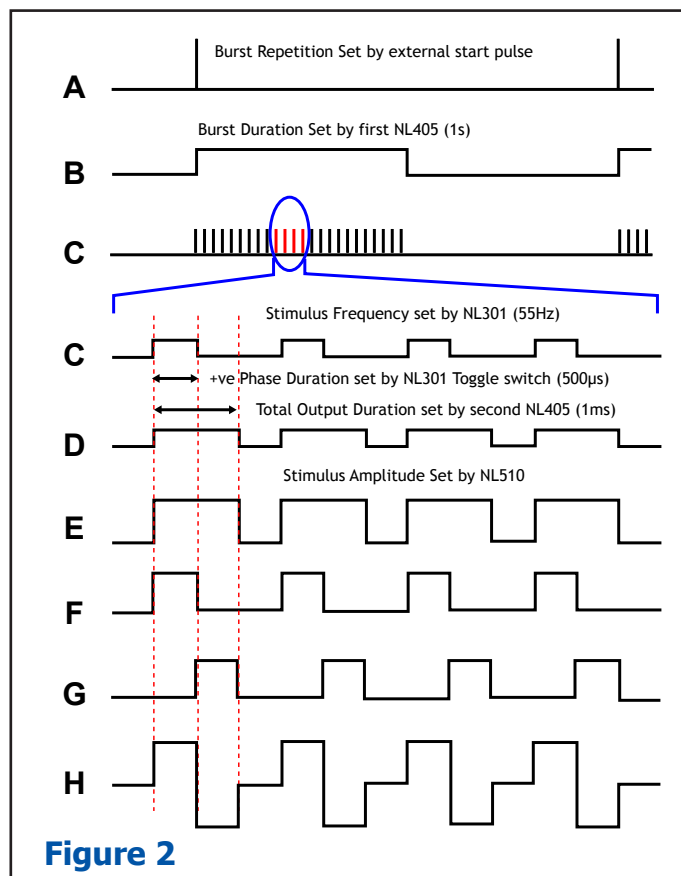 Burst Repetition Set by external start pulse
A
Burst Duration Set by first NL405 (1s)
B
C
Stimulus Frequency set by NL301 (55Hz)
C
+ve Phase Duration set by NL301 Toggle switch (500µs)
Total Output Duration set by second NL405 (1ms)
D
Stimulus Amplitude Set by NL510
E
F
G
H
Figure 2